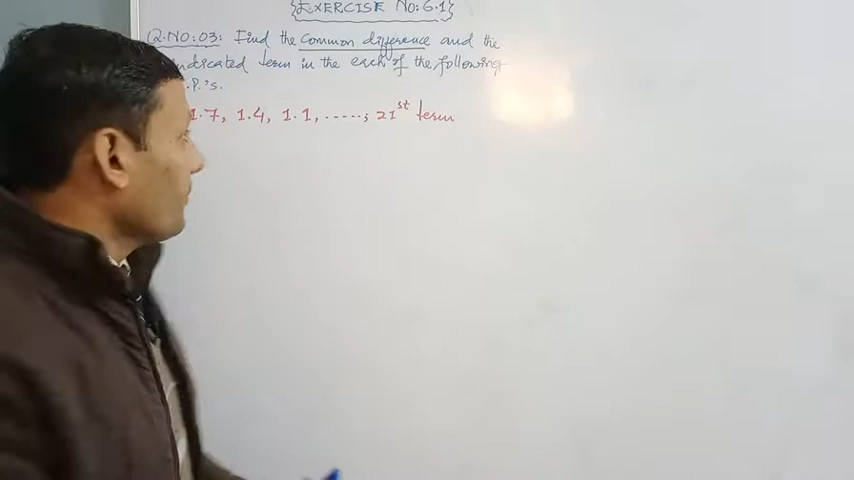 {EXERCISE NO:6.1}
Q.NO:03: Find the common difference and the
indicated term in the each of the following
P.'s.
1.7, 1.4, 1.1, .....; 21st term